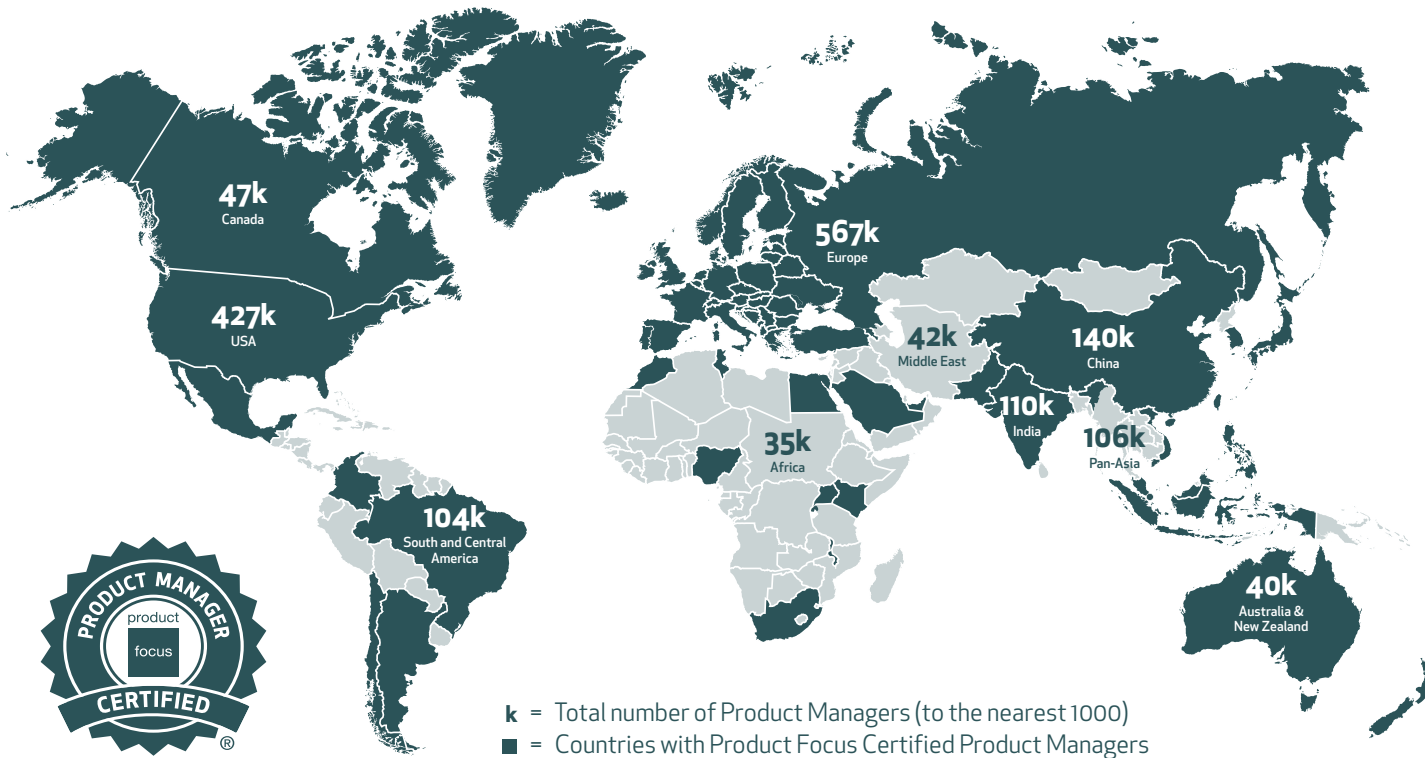 47k
Canada
427k
USA
567k
Europe
42k
Middle East
140k
China
110k
India
106k
Pan-Asia
35k
Africa
104k
South and Central
America
40k
Australia &
New Zealand
PRODUCT MANAGER
product
focus
CERTIFIED
®
k = Total number of Product Managers (to the nearest 1000)
= Countries with Product Focus Certified Product Managers